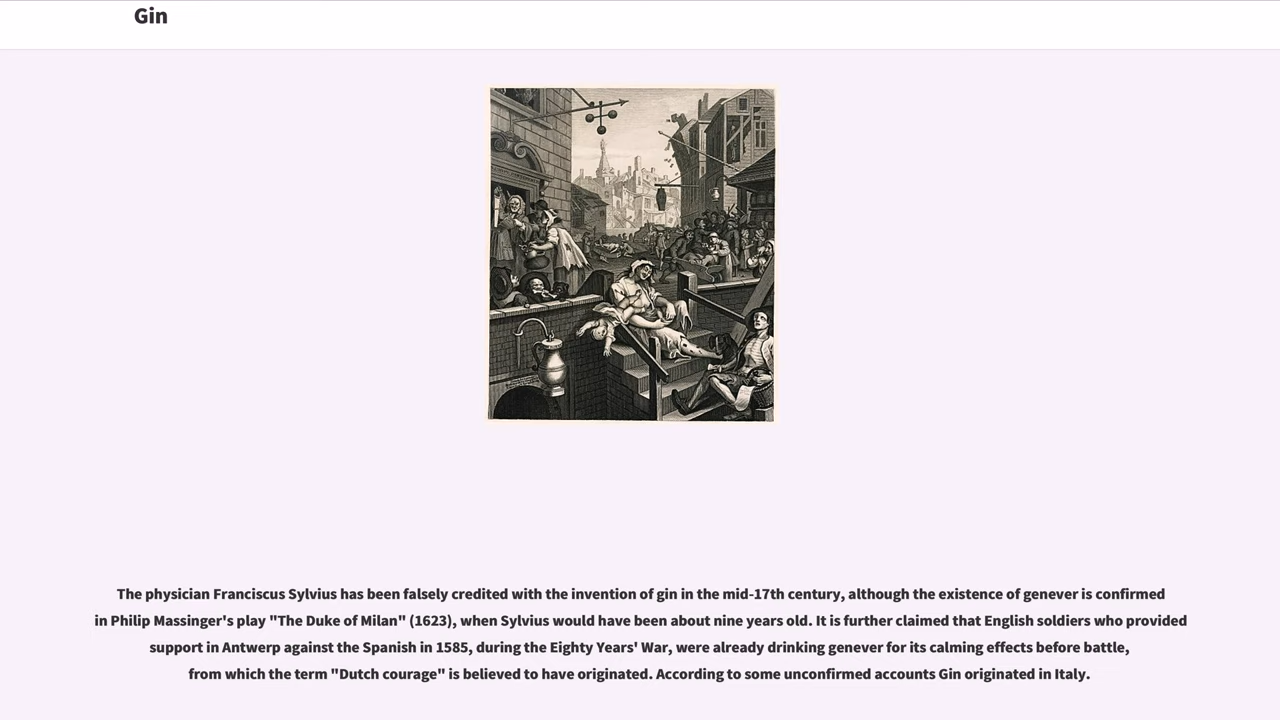 Gin
The physician Franciscus Sylvius has been falsely credited with the invention of gin in the mid-17th century, although the existence of genever is confirmed
in Philip Massinger's play "The Duke of Milan" (1623), when Sylvius would have been about nine years old. It is further claimed that English soldiers who provided
support in Antwerp against the Spanish in 1585, during the Eighty Years' War, were already drinking genever for its calming effects before battle,
from which the term "Dutch courage" is believed to have originated. According to some unconfirmed accounts Gin originated in Italy.